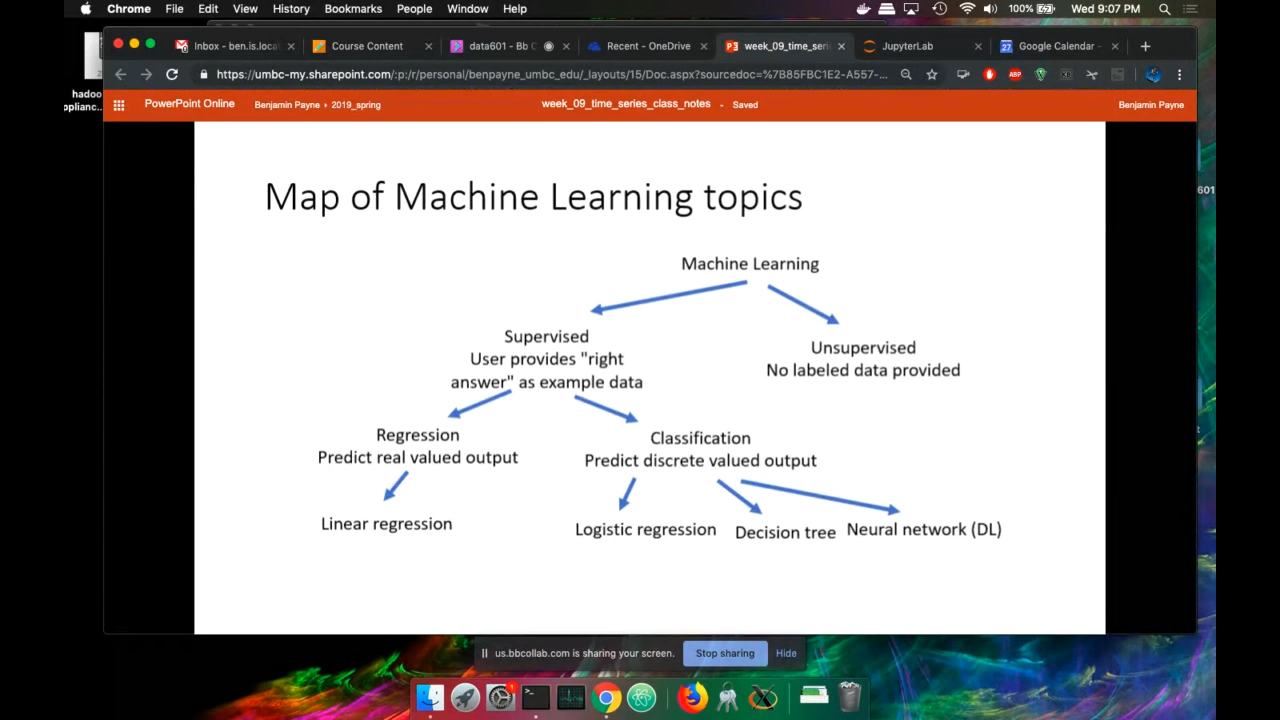 Chrome File Edit View History Bookmarks People Window Help 100% Wed 9:07 PM
Inbox - ben.is.loca
Course Content
data601 - Bb C
Recent - OneDrive
week_09_time_seri
JupyterLab
Google Calendar -
https://umbc-my.sharepoint.com/:p:/r/personal/benpayne_umbc_edu/_layouts/15/Doc.aspx?sourcedoc=%7B85FBC1E2-A557-...
ABP
hadoo
applianc...
PowerPoint Online Benjamin Payne › 2019_spring week_09_time_series_class_notes - Saved Benjamin Payne
601
Map of Machine Learning topics
Machine Learning
Supervised
User provides "right
answer" as example data
Unsupervised
No labeled data provided
Regression
Predict real valued output
Classification
Predict discrete valued output
Linear regression
Logistic regression
Decision tree
Neural network (DL)
us.bbcollab.com is sharing your screen. Stop sharing Hide